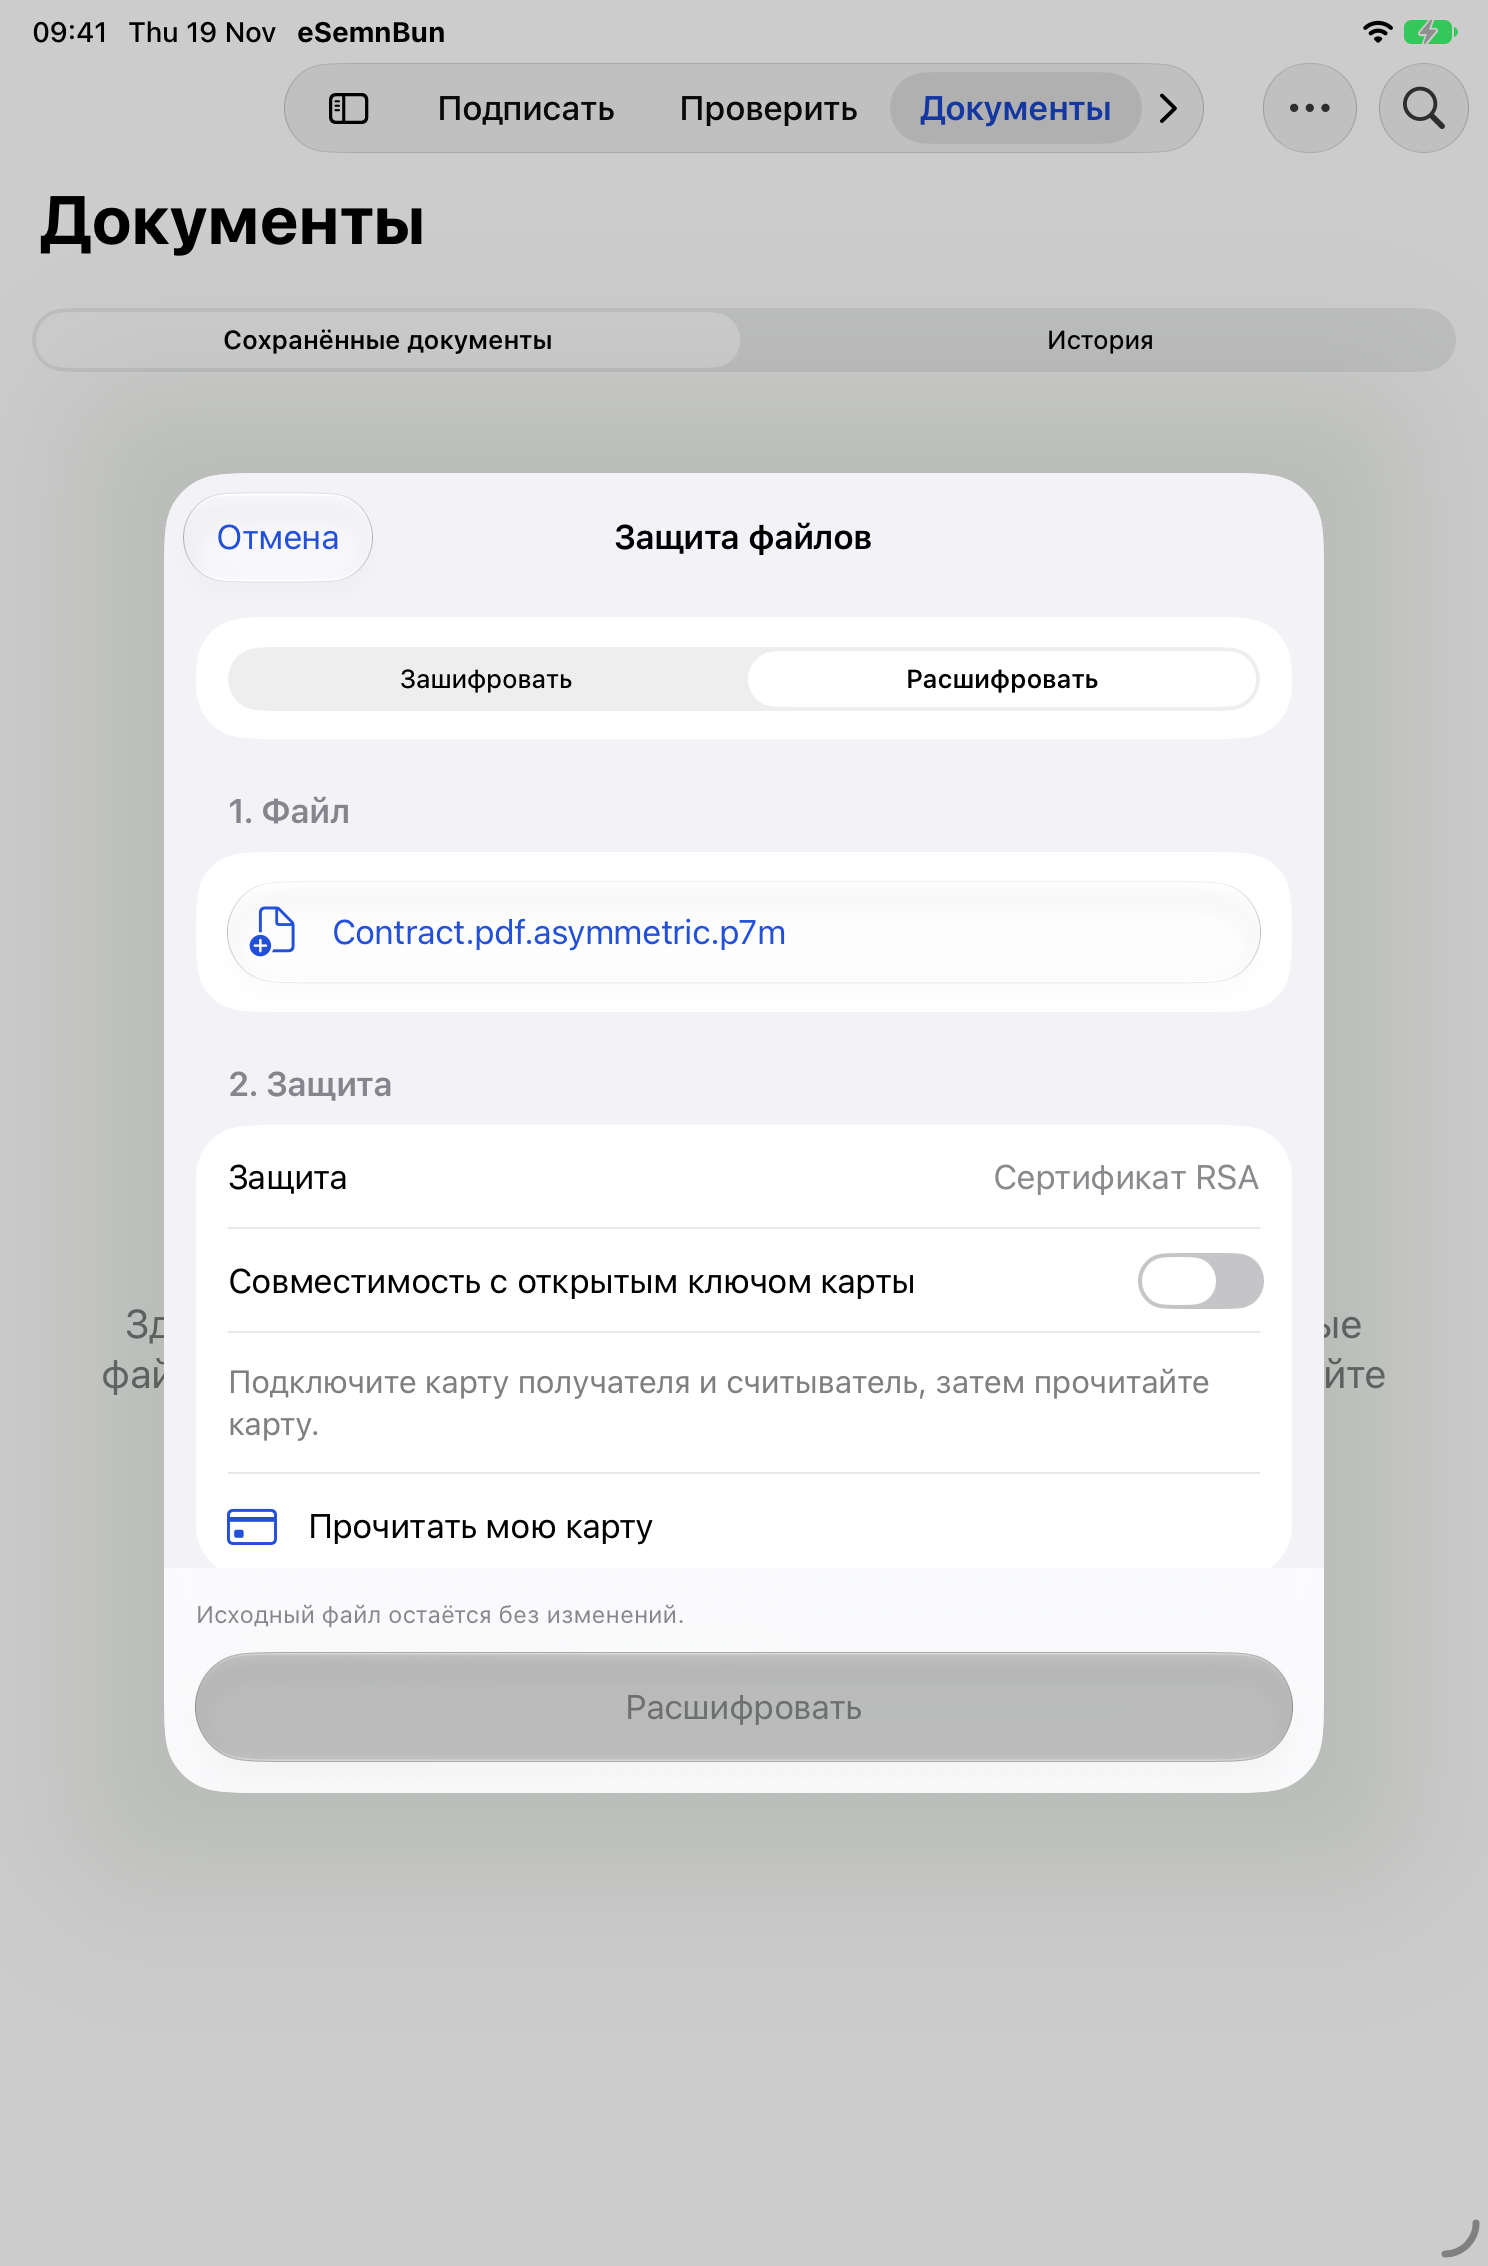 09:41 Thu 19 Nov eSemnBun
Подписать Проверить Документы
Документы
Сохранённые документы История
Отмена Защита файлов
Зашифровать Расшифровать
1. Файл
Contract.pdf.asymmetric.p7m
2. Защита
Защита Сертификат RSA
Совместимость с открытым ключом карты
Подключите карту получателя и считыватель, затем прочитайте
карту.
Прочитать мою карту
Исходный файл остаётся без изменений.
Расшифровать